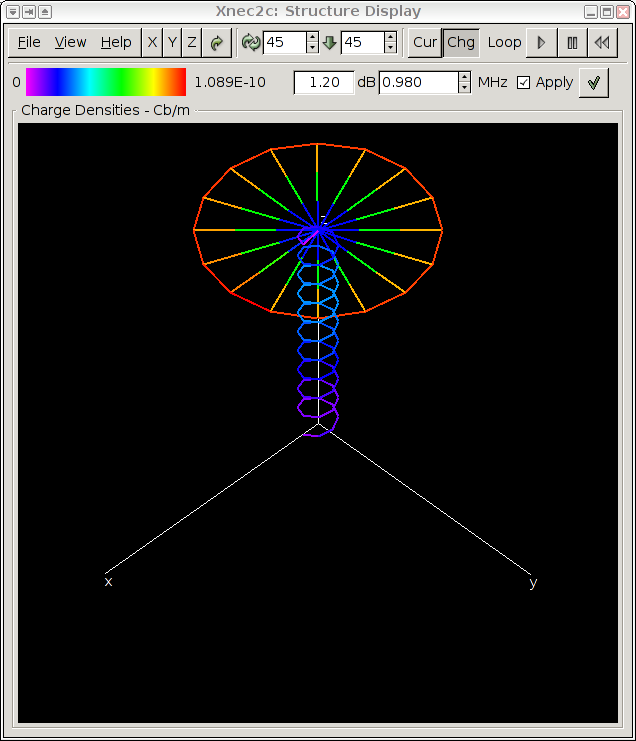 Xnec2c: Structure Display
File View Help X Y Z 45 45 Cur Chg Loop
0 1.089E-10 1.20 dB 0.980 MHz Apply
Charge Densities - Cb/m
Z
x
y